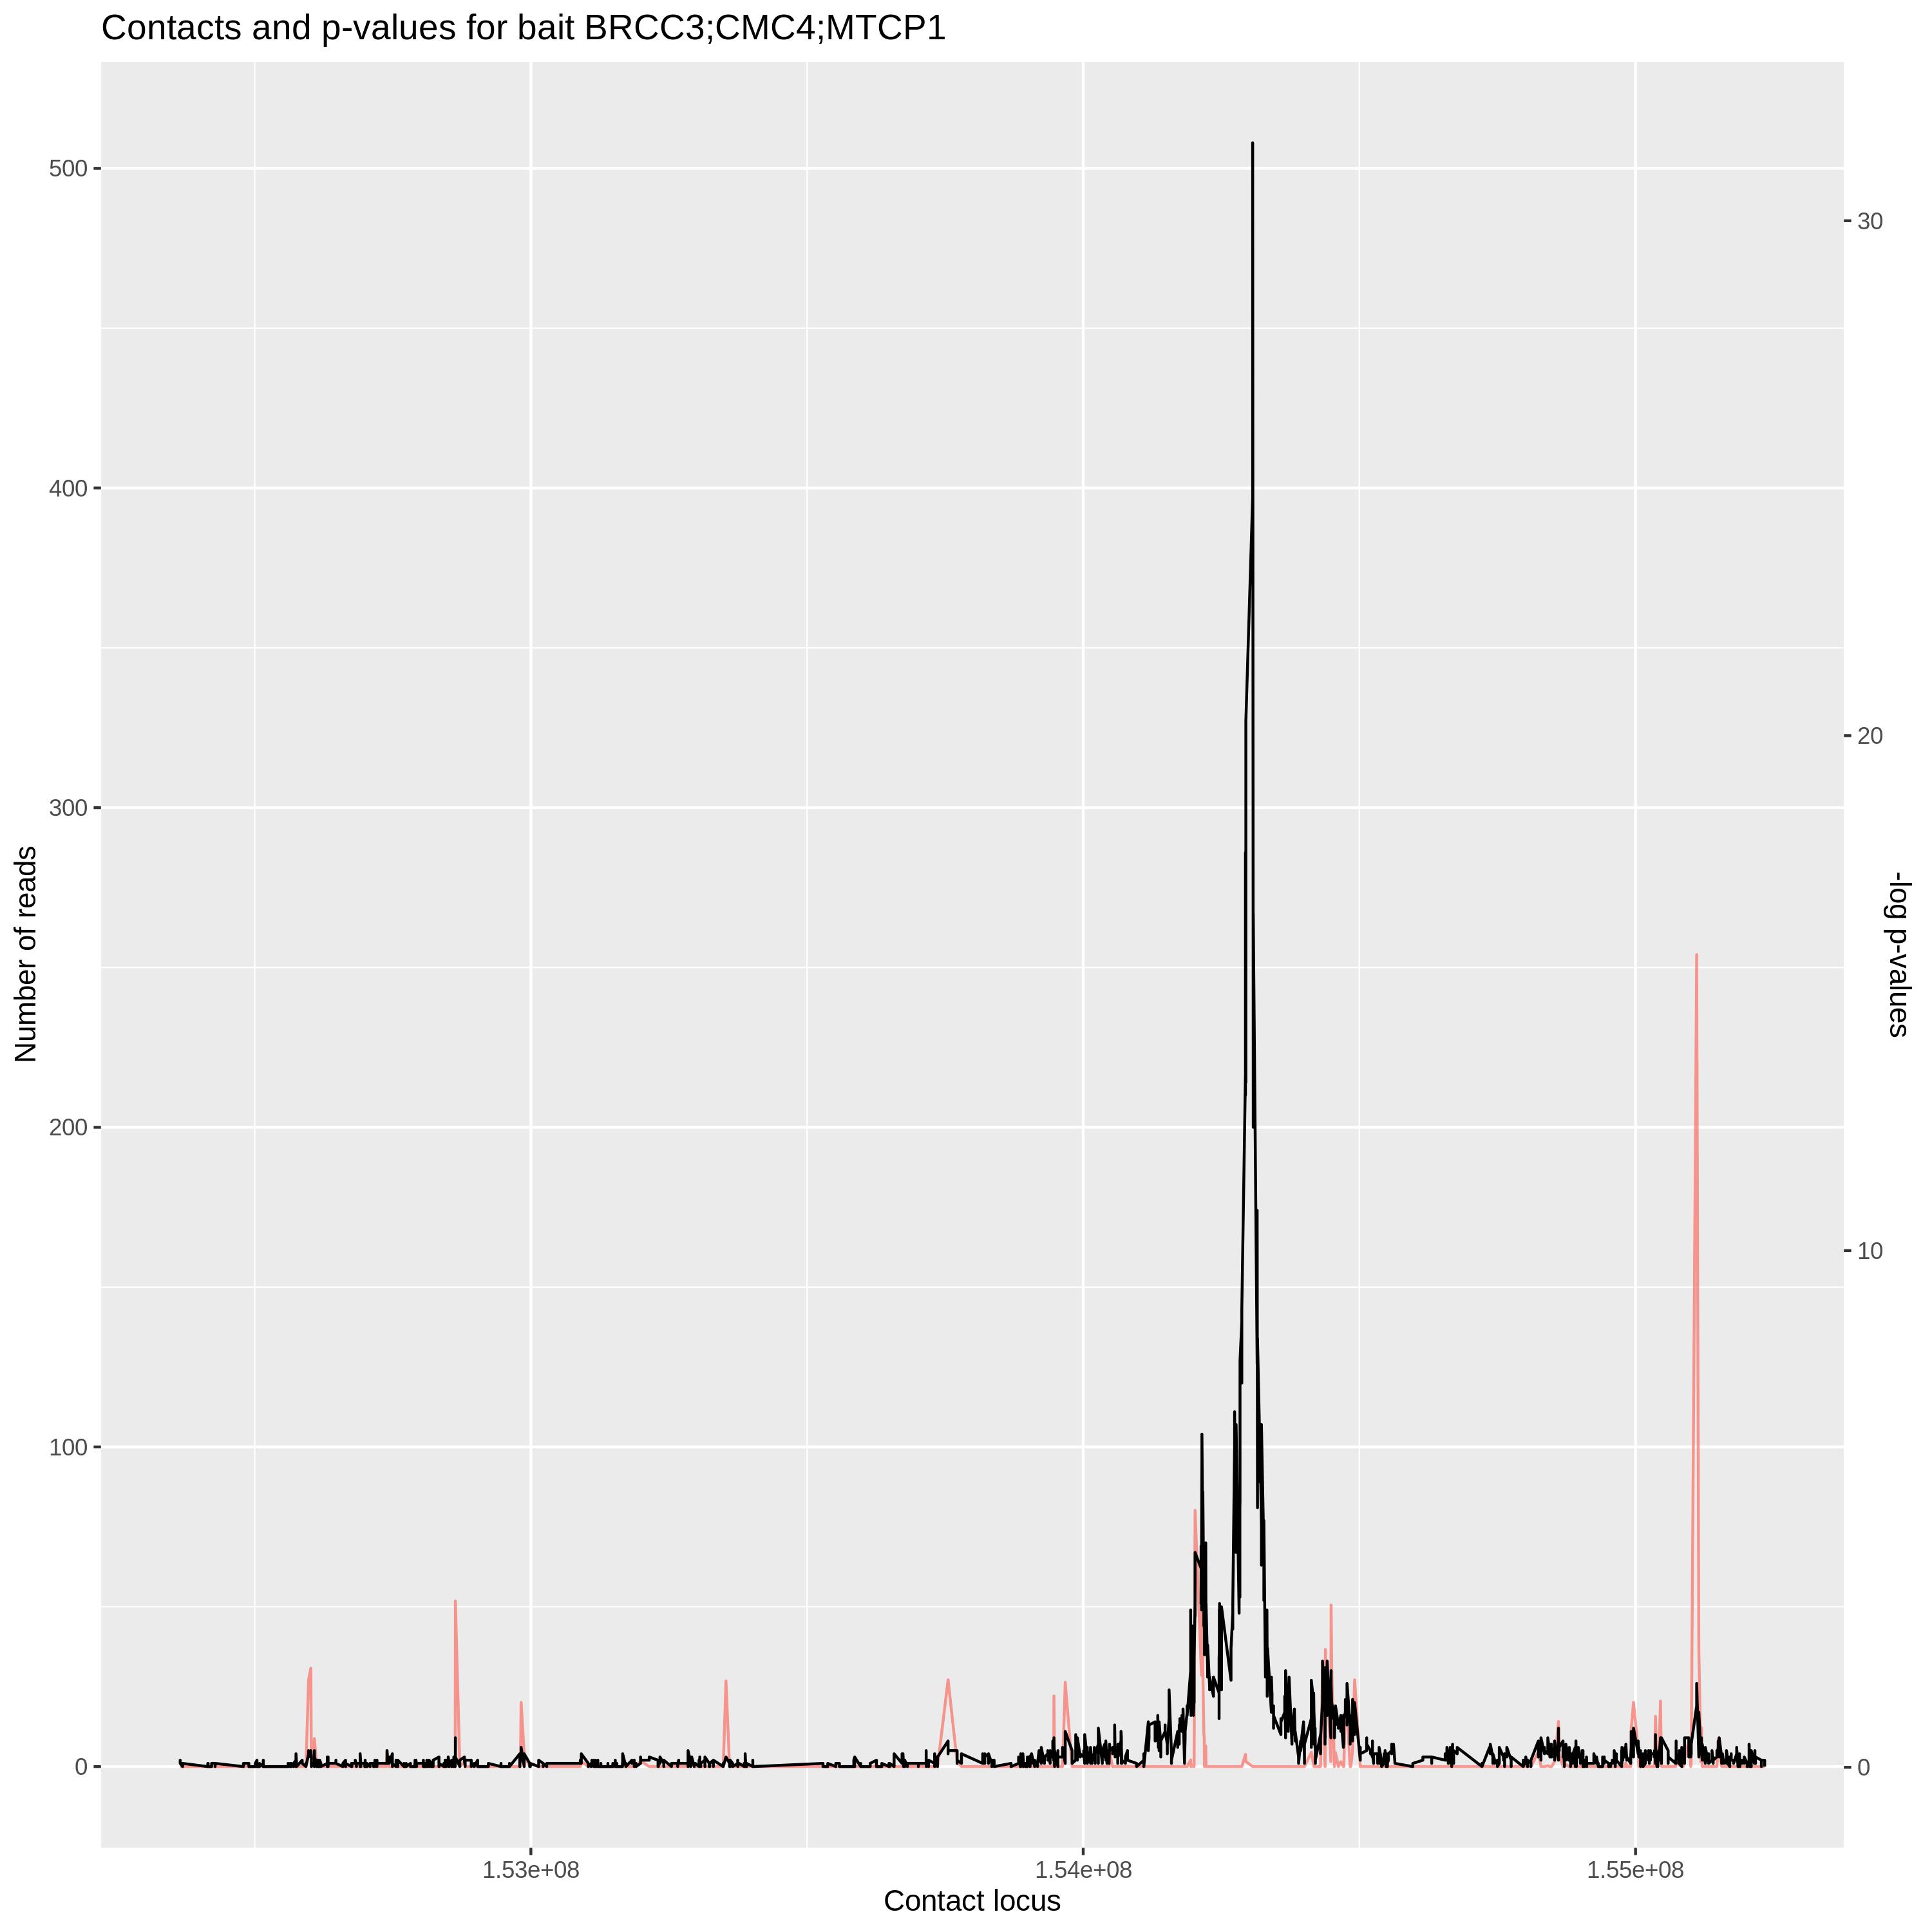 Contacts and p-values for bait BRCC3;CMC4;MTCP1
500
400
300
200
100
0
Number of reads
30
20
10
0
-log p-values
1.53e+08
1.54e+08
1.55e+08
Contact locus